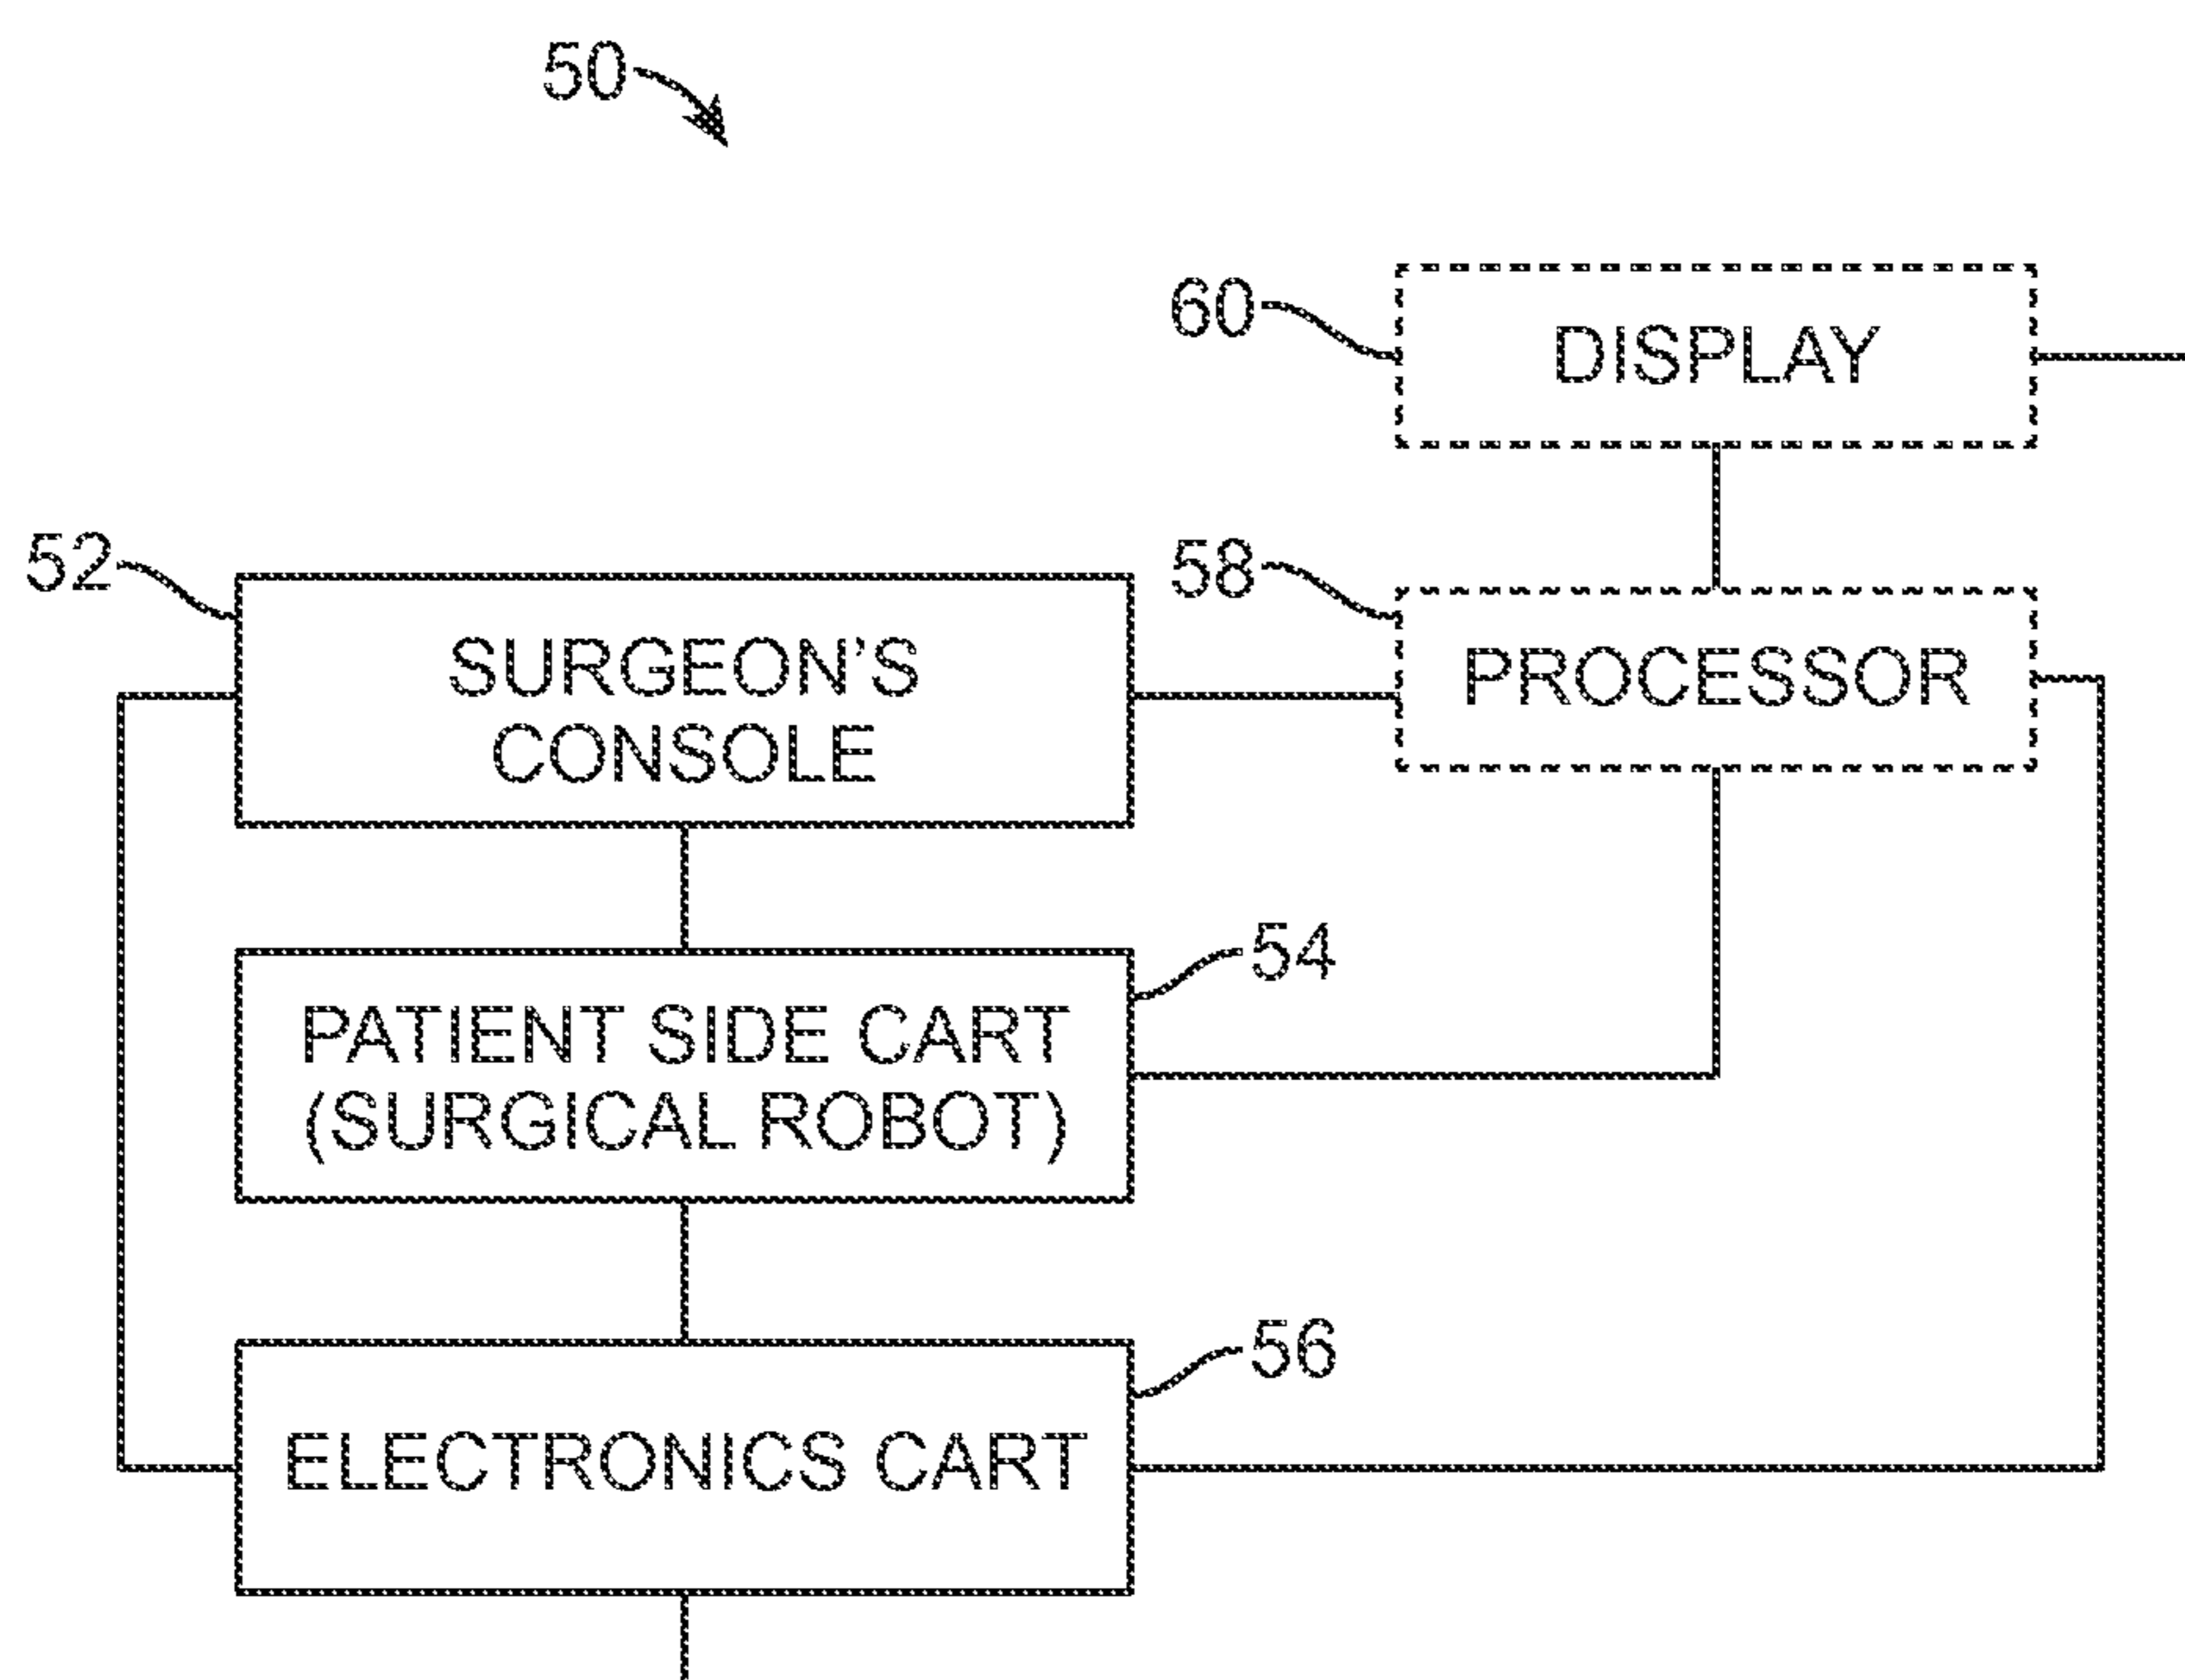 50
60
DISPLAY
52
58
SURGEON’S
CONSOLE
PROCESSOR
54
PATIENT SIDE CART
(SURGICAL ROBOT)
56
ELECTRONICS CART